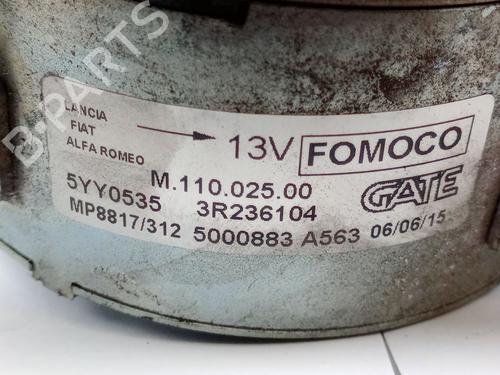 B-PARTS
LANCIA
FIAT
ALFA ROMEO
13V FOMOCO
M.110.025.00
5YY0535 3R236104 GATE
MP8817/312 5000883 A563 06/06/15